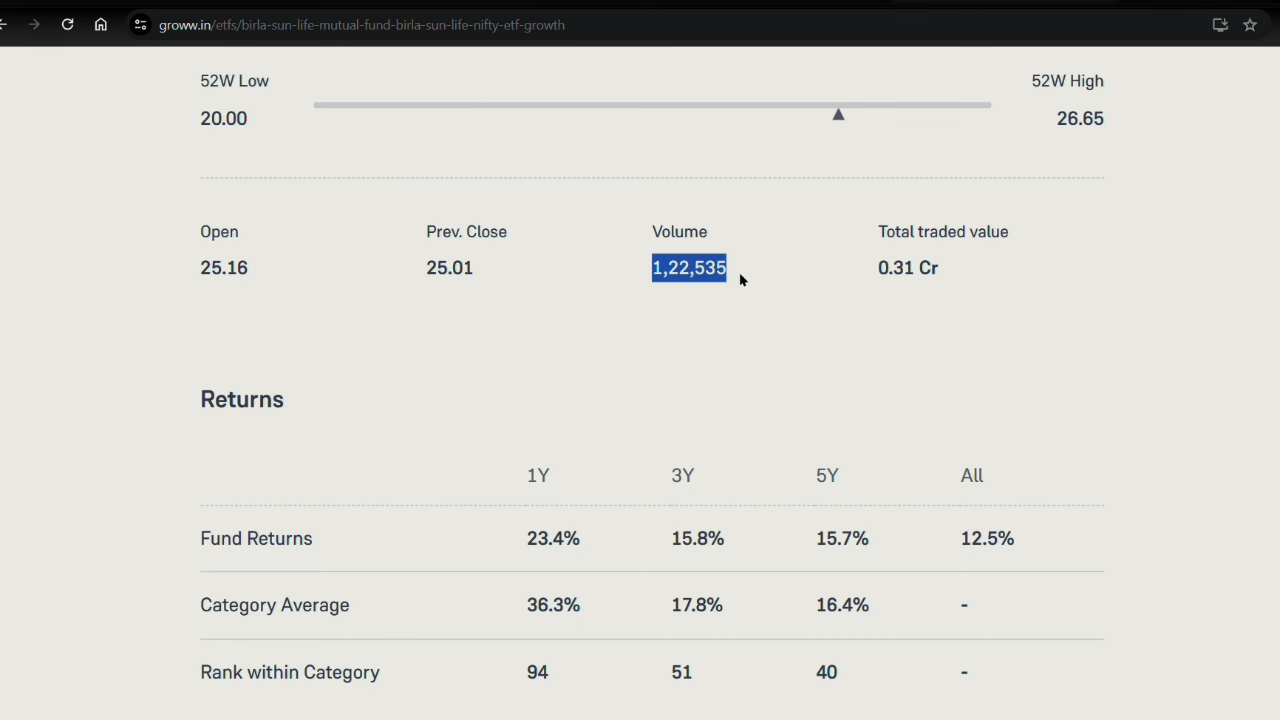 groww.in/etfs/birla-sun-life-mutual-fund-birla-sun-life-nifty-etf-growth
52W Low 52W High
20.00 26.65
Open Prev. Close Volume Total traded value
25.16 25.01 1,22,535 0.31 Cr
Returns
1Y 3Y 5Y All
Fund Returns 23.4% 15.8% 15.7% 12.5%
Category Average 36.3% 17.8% 16.4% -
Rank within Category 94 51 40 -